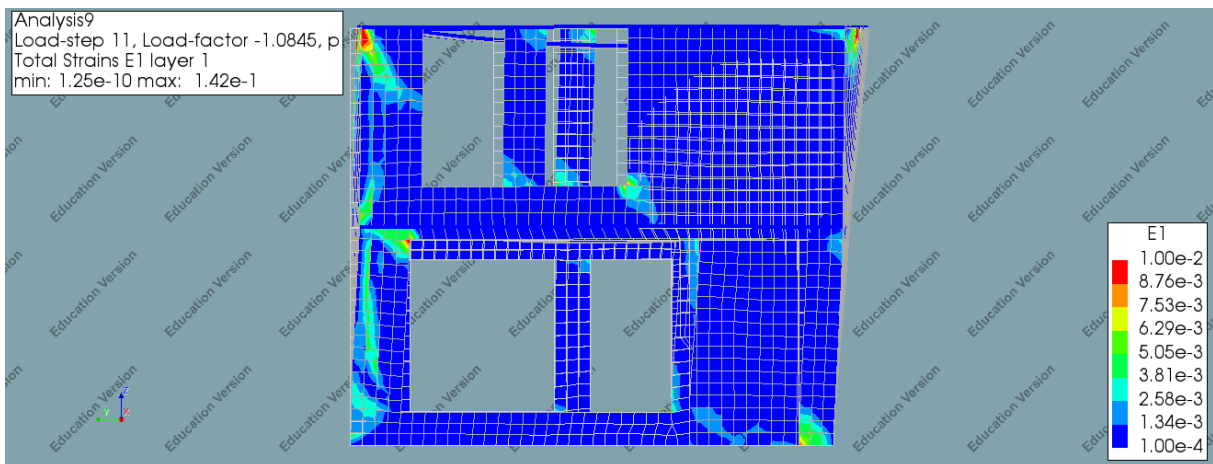 Analysis9
Load-step 11, Load-factor -1.0845, p
Total Strains E1 layer 1
min: 1.25e-10 max: 1.42e-1
E1
1.00e-2
8.76e-3
7.53e-3
6.29e-3
5.05e-3
3.81e-3
2.58e-3
1.34e-3
1.00e-4
Z
Y
X
Education Version